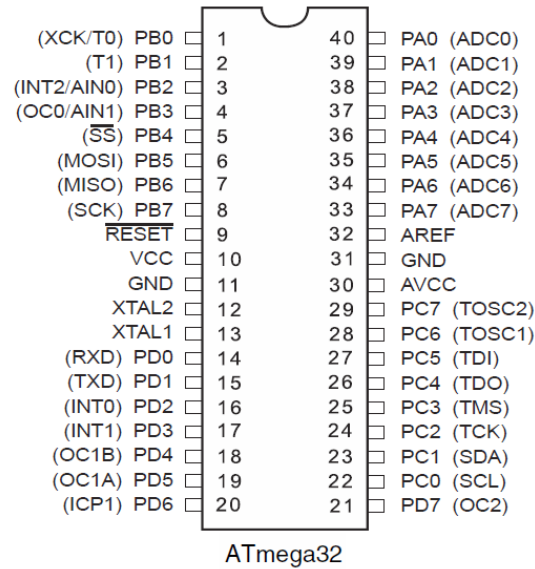 (XCK/T0) PB0 1 40 PA0 (ADC0)
(T1) PB1 2 39 PA1 (ADC1)
(INT2/AIN0) PB2 3 38 PA2 (ADC2)
(OC0/AIN1) PB3 4 37 PA3 (ADC3)
(SS) PB4 5 36 PA4 (ADC4)
(MOSI) PB5 6 35 PA5 (ADC5)
(MISO) PB6 7 34 PA6 (ADC6)
(SCK) PB7 8 33 PA7 (ADC7)
RESET 9 32 AREF
VCC 10 31 GND
GND 11 30 AVCC
XTAL2 12 29 PC7 (TOSC2)
XTAL1 13 28 PC6 (TOSC1)
(RXD) PD0 14 27 PC5 (TDI)
(TXD) PD1 15 26 PC4 (TDO)
(INT0) PD2 16 25 PC3 (TMS)
(INT1) PD3 17 24 PC2 (TCK)
(OC1B) PD4 18 23 PC1 (SDA)
(OC1A) PD5 19 22 PC0 (SCL)
(ICP1) PD6 20 21 PD7 (OC2)
ATmega32